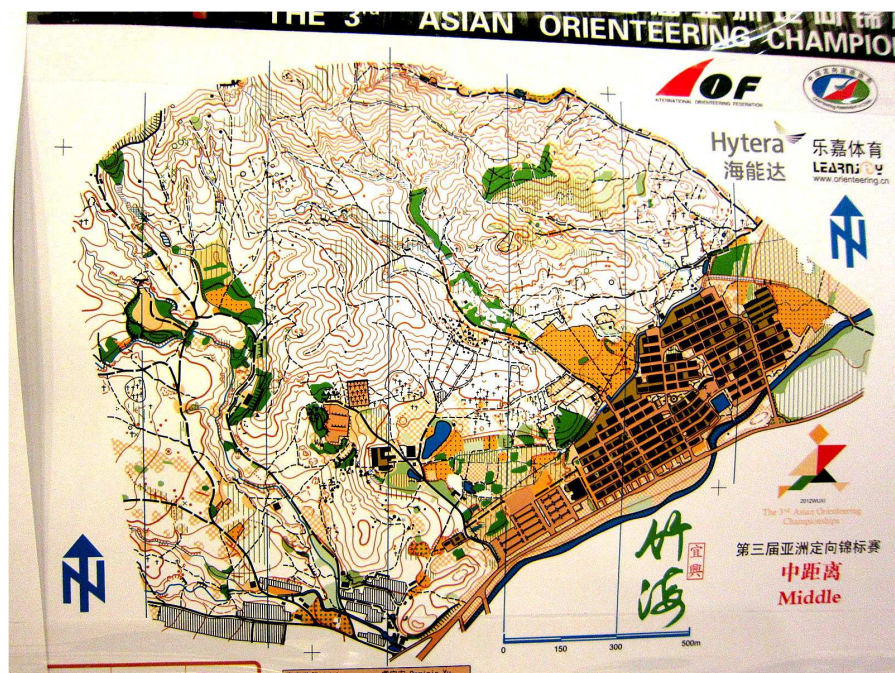 THE 3rd ASIAN ORIENTEERING CHAMPIO
IOF
INTERNATIONAL ORIENTEERING FEDERATION
Hytera
海能达
乐嘉体育
LEARNJOY
www.orienteering.cn
N
2012WUXI
The 3rd Asian Orienteering
Championships
第三届亚洲定向锦标赛
中距离
Middle
竹海
宜興
N
0 150 300 500m